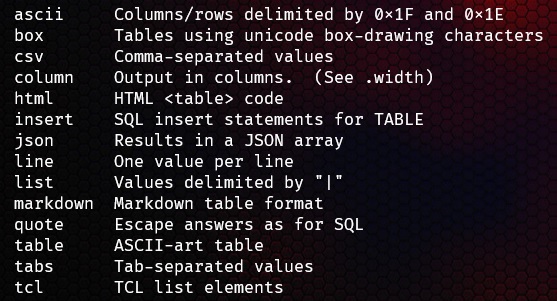 ascii    Columns/rows delimited by 0x1F and 0x1E
box      Tables using unicode box-drawing characters
csv      Comma-separated values
column   Output in columns.  (See .width)
html     HTML <table> code
insert   SQL insert statements for TABLE
json     Results in a JSON array
line     One value per line
list     Values delimited by "|"
markdown Markdown table format
quote    Escape answers as for SQL
table    ASCII-art table
tabs     Tab-separated values
tcl      TCL list elements